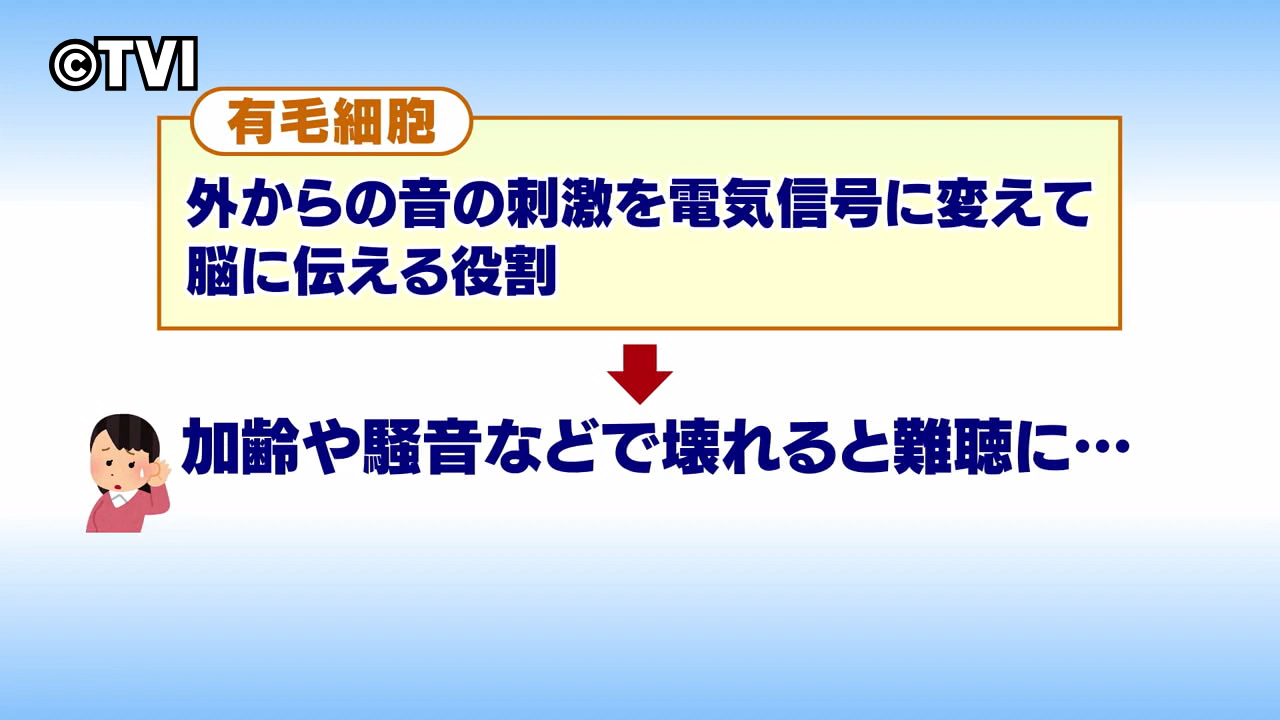 ©TVI
有毛細胞
外からの音の刺激を電気信号に変えて
脳に伝える役割
加齢や騒音などで壊れると難聴に…